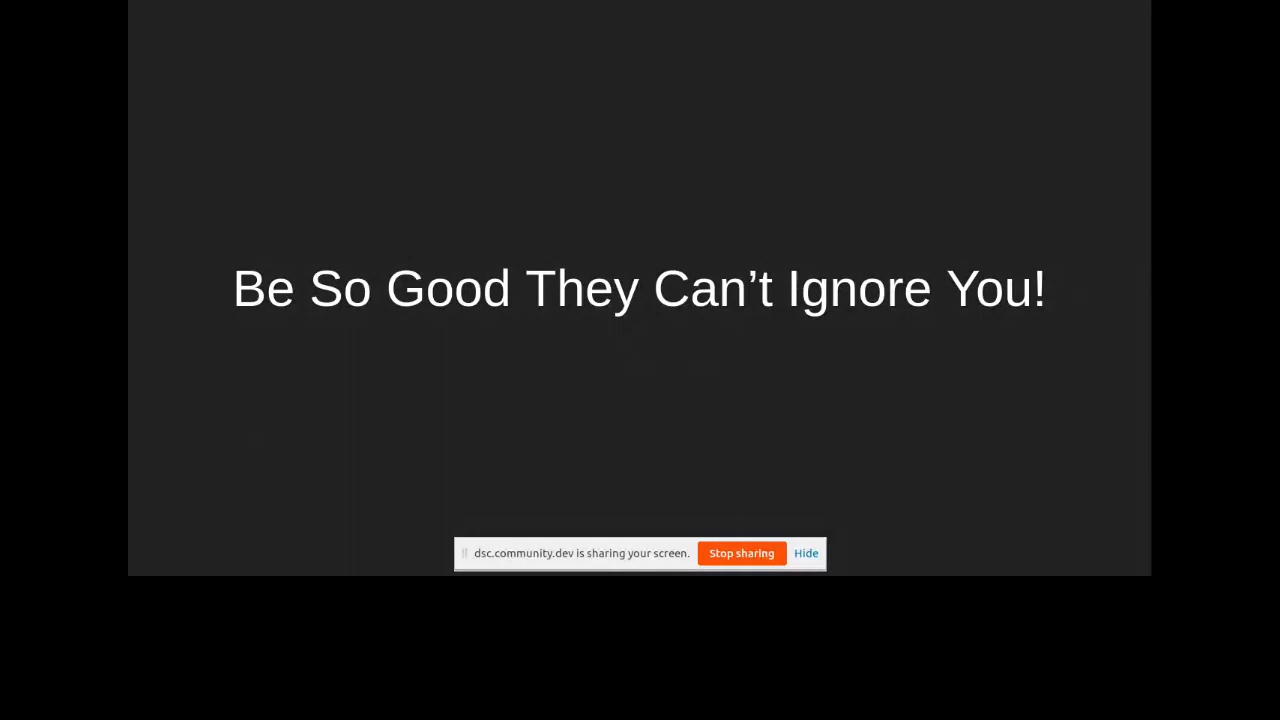 Be So Good They Can’t Ignore You!
dsc.community.dev is sharing your screen. Stop sharing Hide